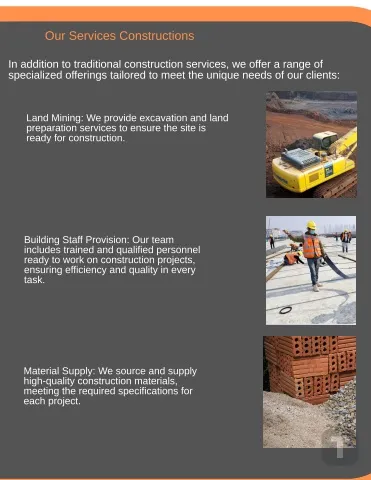 Our Services Constructions
In addition to traditional construction services, we offer a range of
specialized offerings tailored to meet the unique needs of our clients:
Land Mining: We provide excavation and land
preparation services to ensure the site is
ready for construction.
Building Staff Provision: Our team
includes trained and qualified personnel
ready to work on construction projects,
ensuring efficiency and quality in every
task.
Material Supply: We source and supply
high-quality construction materials,
meeting the required specifications for
each project.
1